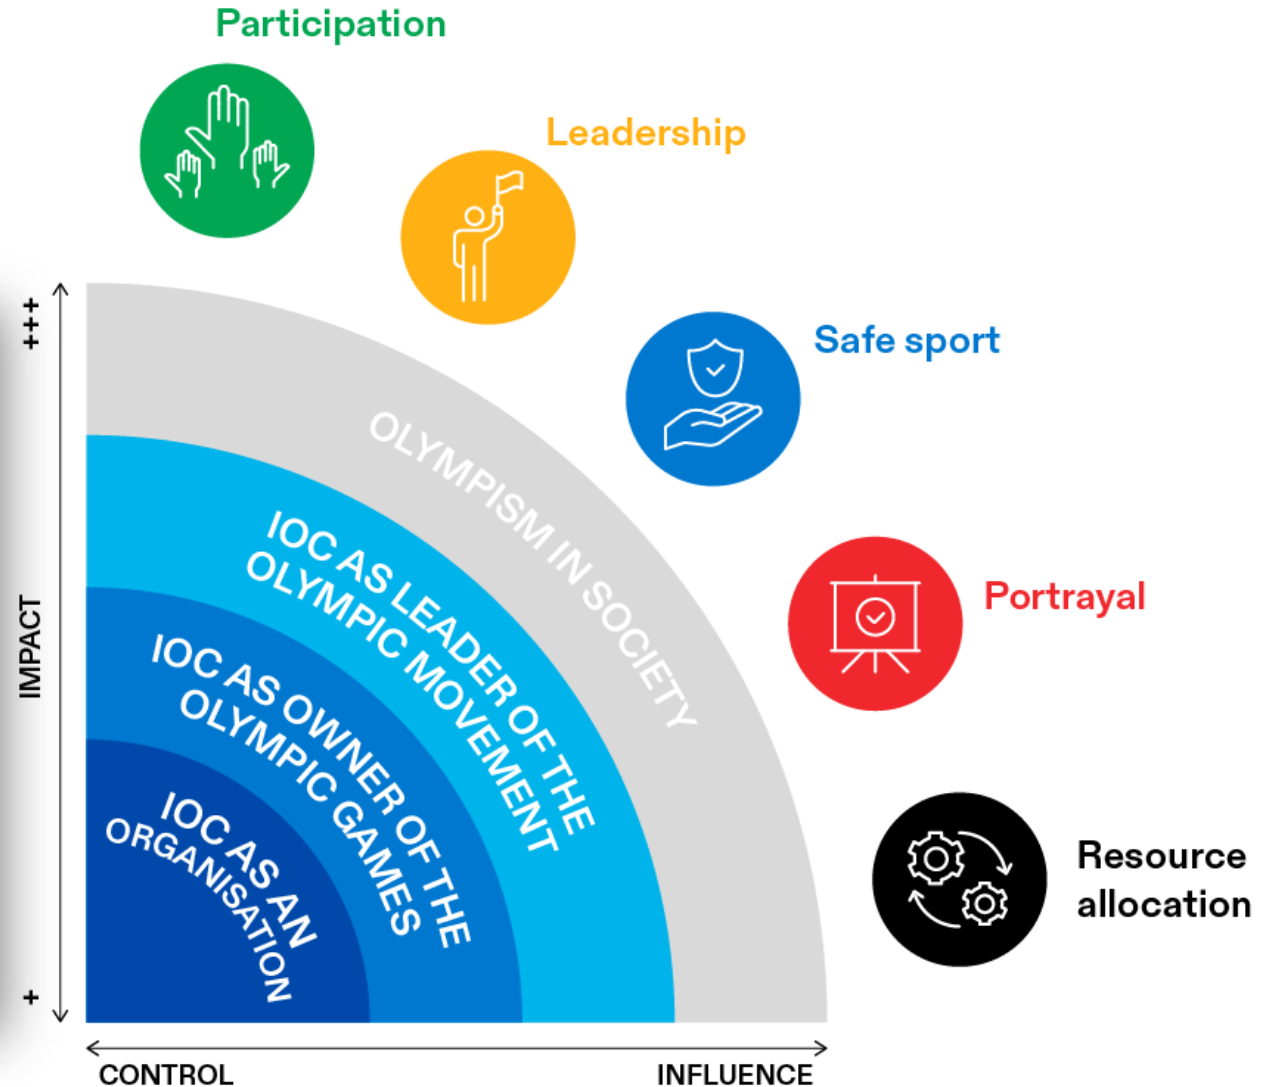 Participation
Leadership
Safe sport
Portrayal
Resource
allocation
+++
IMPACT
+
OLYMPISM IN SOCIETY
IOC AS LEADER OF THE
OLYMPIC MOVEMENT
IOC AS OWNER OF THE
OLYMPIC GAMES
IOC AS AN
ORGANISATION
CONTROL
INFLUENCE